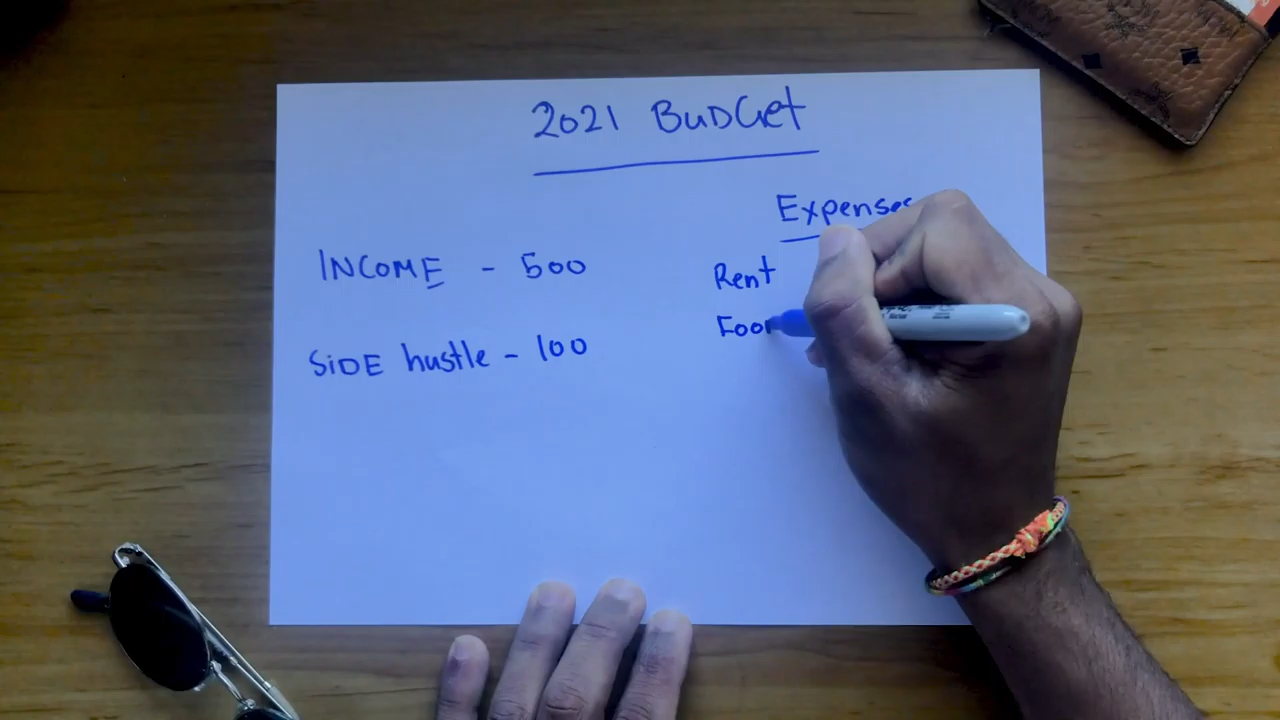 2021 BUDGet
INCOME - 500
SIDE hustle - 100
Expenses
Rent